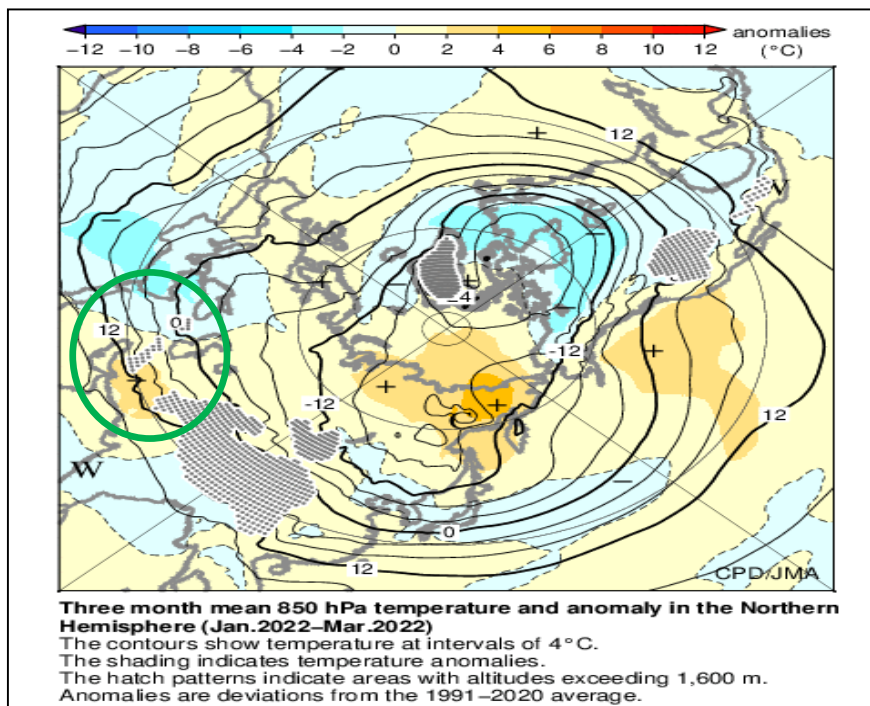 anomalies
−12 −10 −8 −6 −4 −2 0 2 4 6 8 10 12 (°C)
12
12
0
−4
-12
-12
12
W
0
12
CPD/JMA
Three month mean 850 hPa temperature and anomaly in the Northern
Hemisphere (Jan.2022−Mar.2022)
The contours show temperature at intervals of 4°C.
The shading indicates temperature anomalies.
The hatch patterns indicate areas with altitudes exceeding 1,600 m.
Anomalies are deviations from the 1991−2020 average.